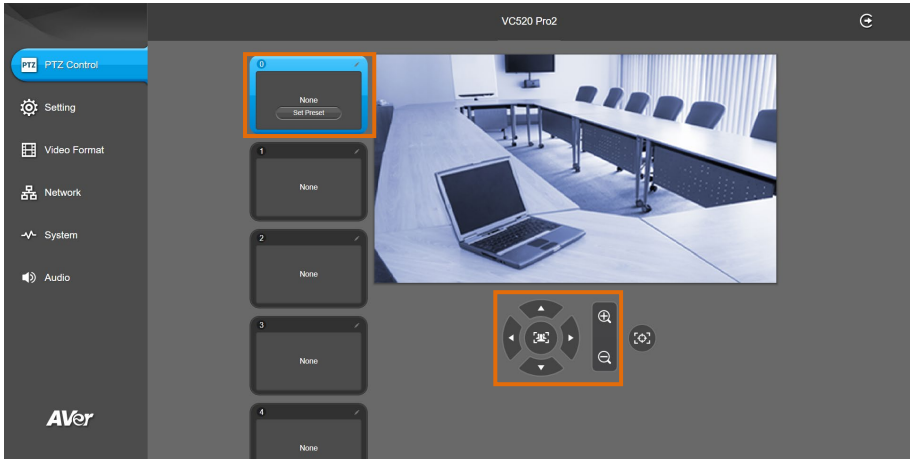 VC520 Pro2
PTZ PTZ Control
Setting
Video Format
Network
System
Audio
AVer
0
None
Set Preset
1
None
2
None
3
None
4
None